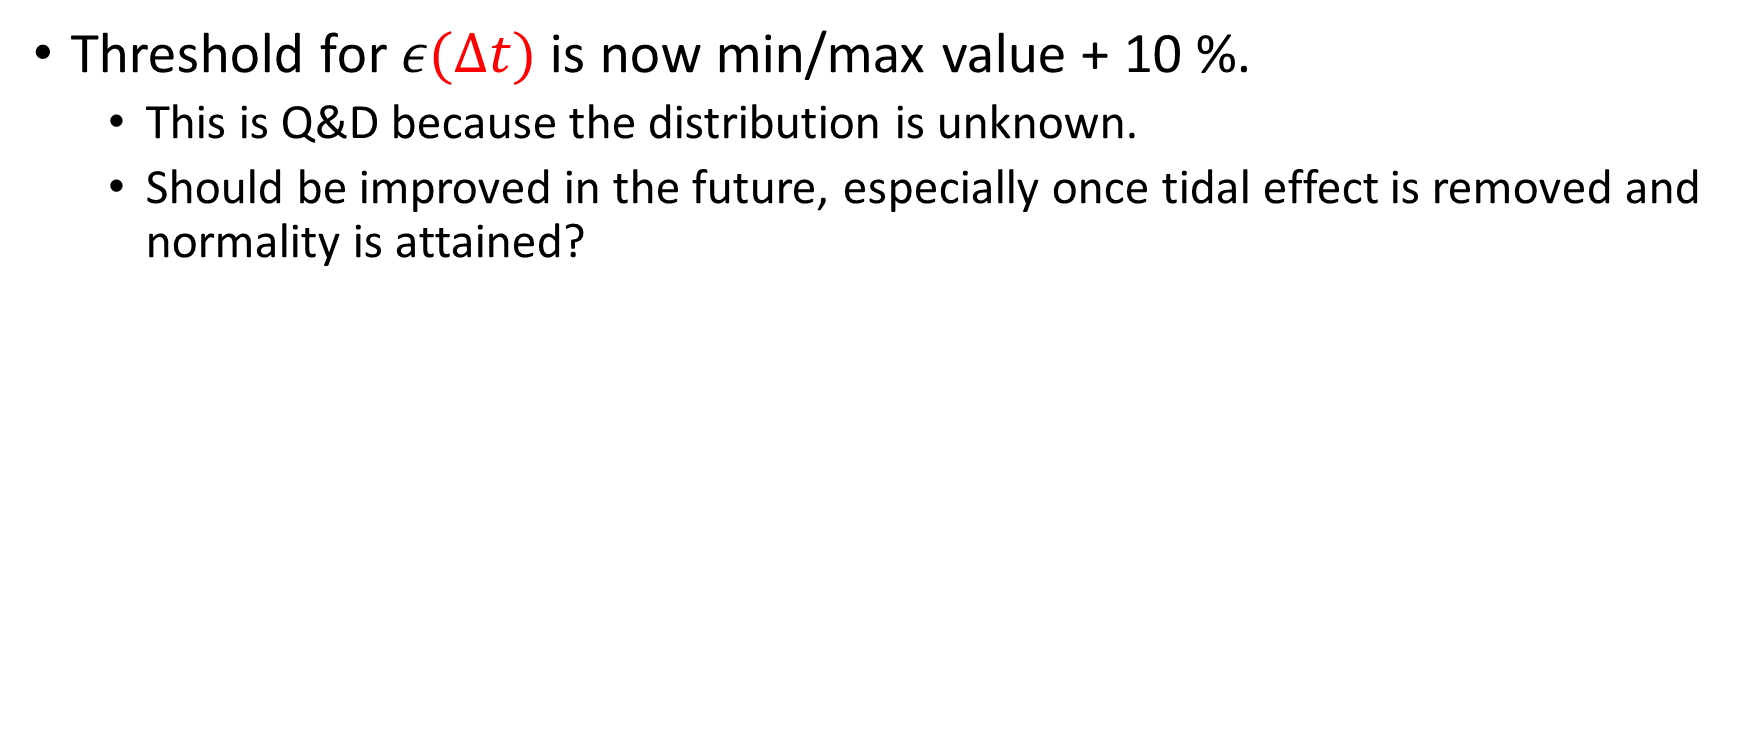 • Threshold for ϵ(Δt) is now min/max value + 10 %.
• This is Q&D because the distribution is unknown.
• Should be improved in the future, especially once tidal effect is removed and
normality is attained?